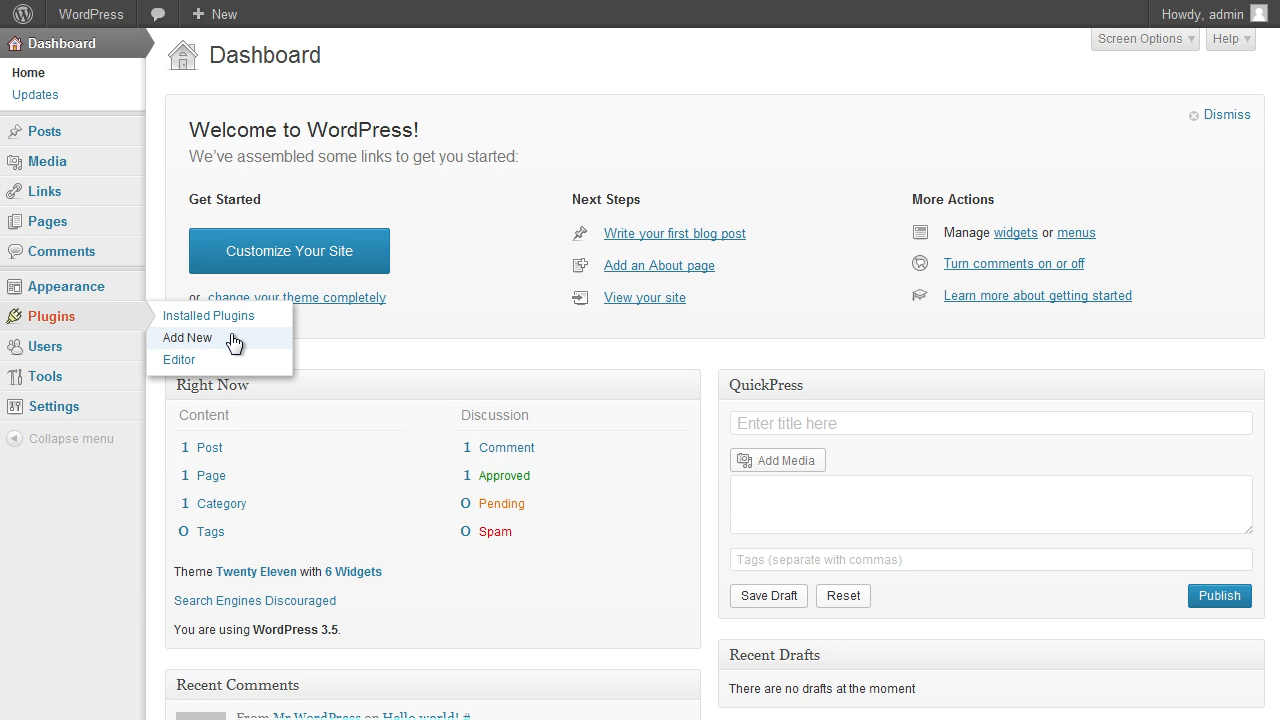 WordPress
New
Howdy, admin
Dashboard
Home
Updates
Posts
Media
Links
Pages
Comments
Appearance
Plugins
Users
Tools
Settings
Collapse menu
Installed Plugins
Add New
Editor
Dashboard
Screen Options
Help
Welcome to WordPress!
Dismiss
We've assembled some links to get you started:
Get Started
Customize Your Site
or change your theme completely
Next Steps
Write your first blog post
Add an About page
View your site
More Actions
Manage widgets or menus
Turn comments on or off
Learn more about getting started
Right Now
Content
1 Post
1 Page
1 Category
0 Tags
Discussion
1 Comment
1 Approved
0 Pending
0 Spam
Theme Twenty Eleven with 6 Widgets
Search Engines Discouraged
You are using WordPress 3.5.
Recent Comments
From Mr WordPress on Hello world! #
QuickPress
Enter title here
Add Media
Tags (separate with commas)
Save Draft
Reset
Publish
Recent Drafts
There are no drafts at the moment